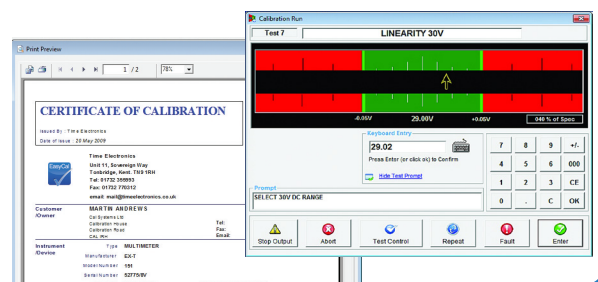 Calibration Run
Test 7
LINEARITY 30V
-0.06V
29.00V
+0.05V
040 % of Spec
Keyboard Entry
29.02
Press Enter (or click ok) to Confirm
Hide Test Prompt
Prompt
SELECT 30V DC RANGE
7 8 9 +/-
4 5 6 000
1 2 3 CE
0 . C OK
Stop Output
Abort
Test Control
Repeat
Fault
Enter
Print Preview
1 / 2
78%
CERTIFICATE OF CALIBRATION
Issued By : Time Electronics
Date of Issue : 20 May 2009
EasyCal
Time Electronics
Unit 11, Sovereign Way
Tonbridge, Kent. TN9 1RH
Tel: 01732 355993
Fax: 01732 770312
email: mail@timeelectronics.co.uk
Customer
/Owner
MARTIN ANDREWS
Cal Systems Ltd
Calibration House
Calibration Road
CAL IRH
Tel:
Fax:
Email:
Instrument
/Device
Type MULTIMETER
Manufacturer EX-T
Model Number 191
Serial Number 52775/8V